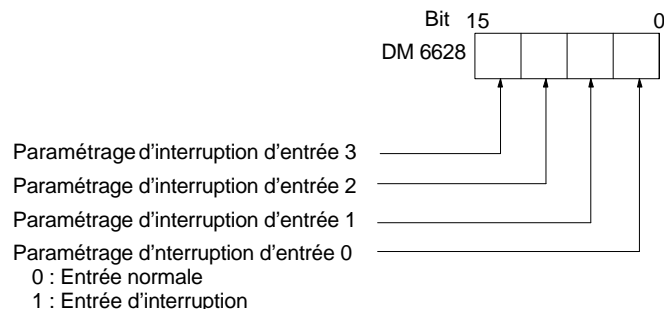 Bit 15 0
DM 6628
Paramétrage d'interruption d'entrée 3
Paramétrage d'interruption d'entrée 2
Paramétrage d'interruption d'entrée 1
Paramétrage d'nterruption d'entrée 0
0 : Entrée normale
1 : Entrée d'interruption